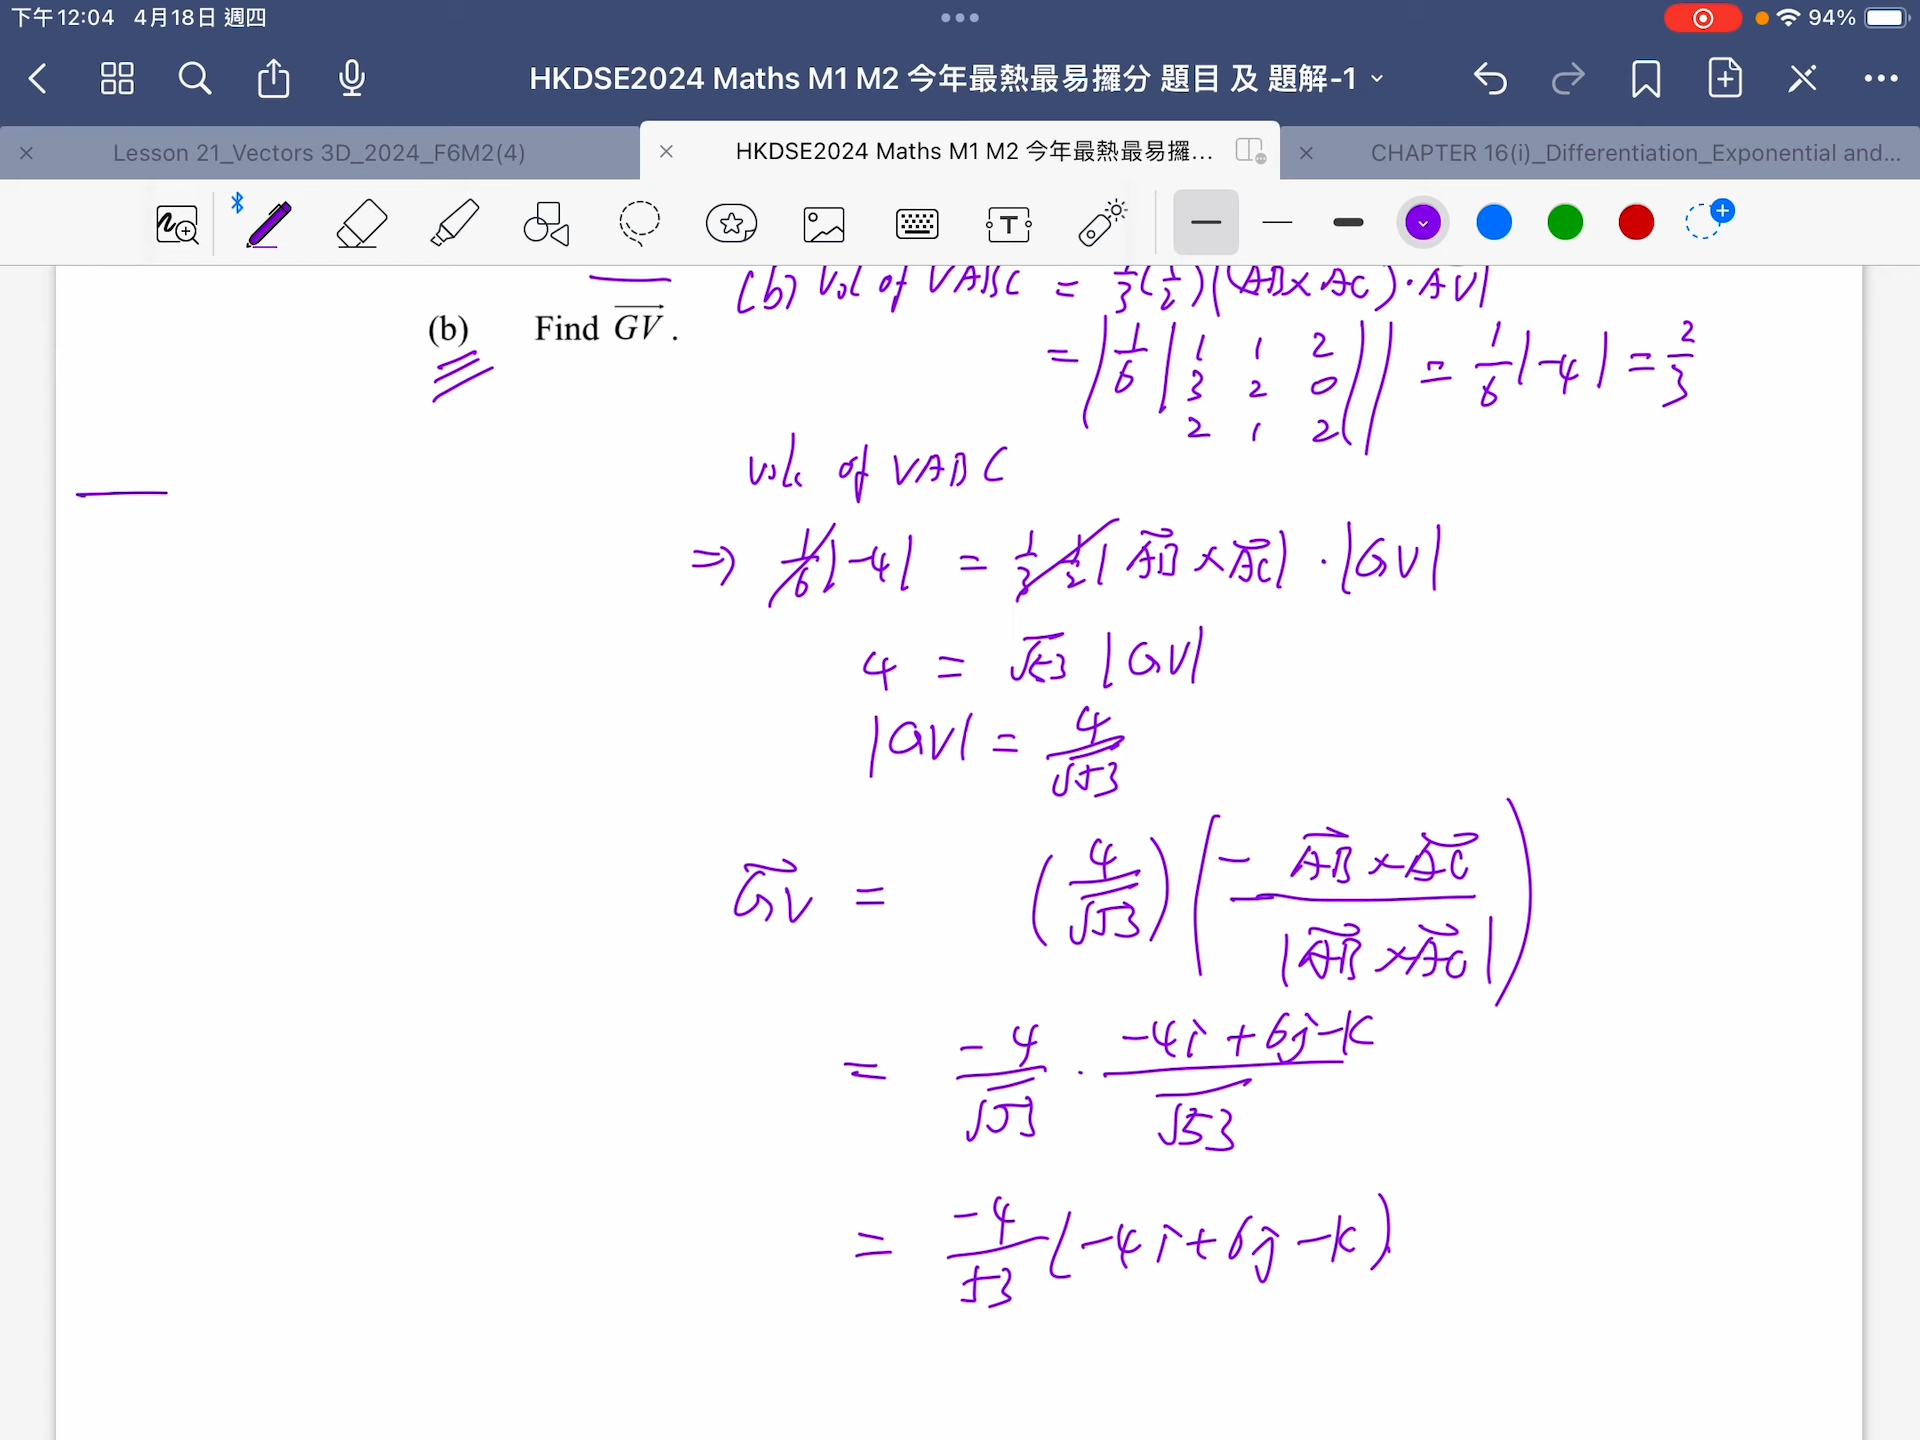 下午12:04 4月18日 週四
94%
HKDSE2024 Maths M1 M2 今年最熱最易攞分 題目 及 題解-1
Lesson 21_Vectors 3D_2024_F6M2(4)
HKDSE2024 Maths M1 M2 今年最熱最易攞...
CHAPTER 16(i)_Differentiation_Exponential and...
(b) Vol of VABC = 1/3 (1/2) |(AB × AC) · AV|
(b) Find GV⃗ .
= | 1/6 | 1 1 2
3 2 0
2 1 2 | | = 1/6 |-4| = 2/3
vol of VABC
⇒ 1/6 |-4| = 1/3 · 1/2 | AB⃗ × AC⃗ | · |GV|
4 = √53 |GV|
|GV| = 4/√53
GV⃗ = (4/√53) ( - AB⃗ × AC⃗ / |AB⃗ × AC⃗| )
= -4/√53 · -4i + 6j - k / √53
= -4/53 (-4i + 6j - k)